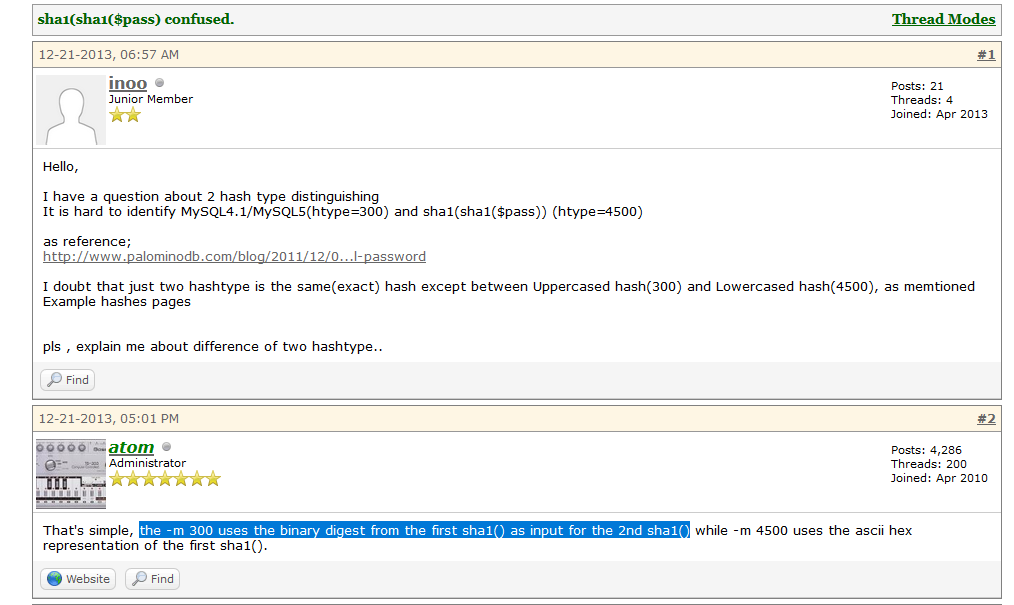 sha1(sha1($pass) confused.
Thread Modes
12-21-2013, 06:57 AM
#1
inoo
Junior Member
Posts: 21
Threads: 4
Joined: Apr 2013
Hello,
I have a question about 2 hash type distinguishing
It is hard to identify MySQL4.1/MySQL5(htype=300) and sha1(sha1($pass)) (htype=4500)
as reference;
http://www.palominodb.com/blog/2011/12/0...l-password
I doubt that just two hashtype is the same(exact) hash except between Uppercased hash(300) and Lowercased hash(4500), as memtioned
Example hashes pages
pls , explain me about difference of two hashtype..
Find
12-21-2013, 05:01 PM
#2
atom
Administrator
Posts: 4,286
Threads: 200
Joined: Apr 2010
That's simple, the -m 300 uses the binary digest from the first sha1() as input for the 2nd sha1() while -m 4500 uses the ascii hex
representation of the first sha1().
Website
Find